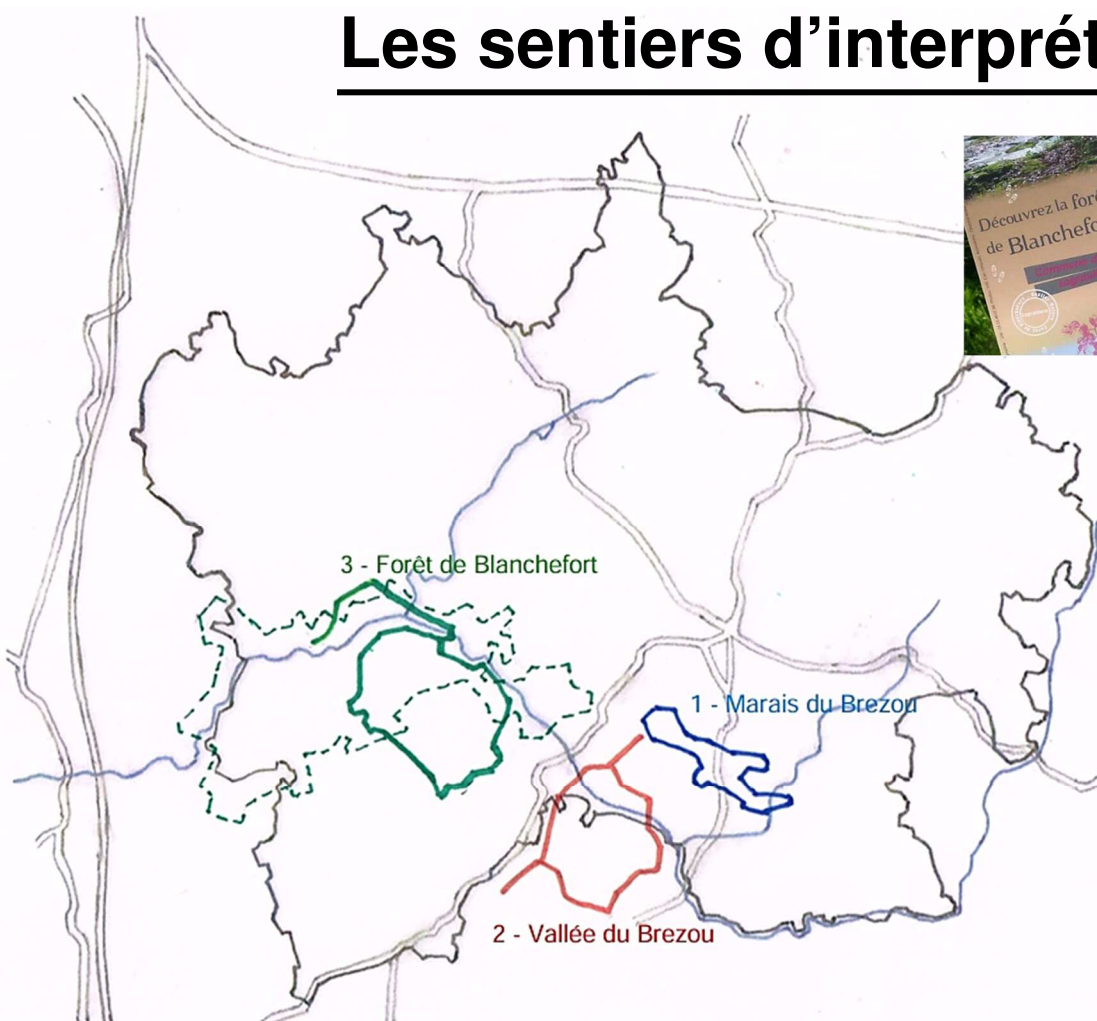 Les sentiers d'interprét
Découvrez la forê
de Blanchefo
3 - Forêt de Blanchefort
1 - Marais du Brezou
2 - Vallée du Brezou